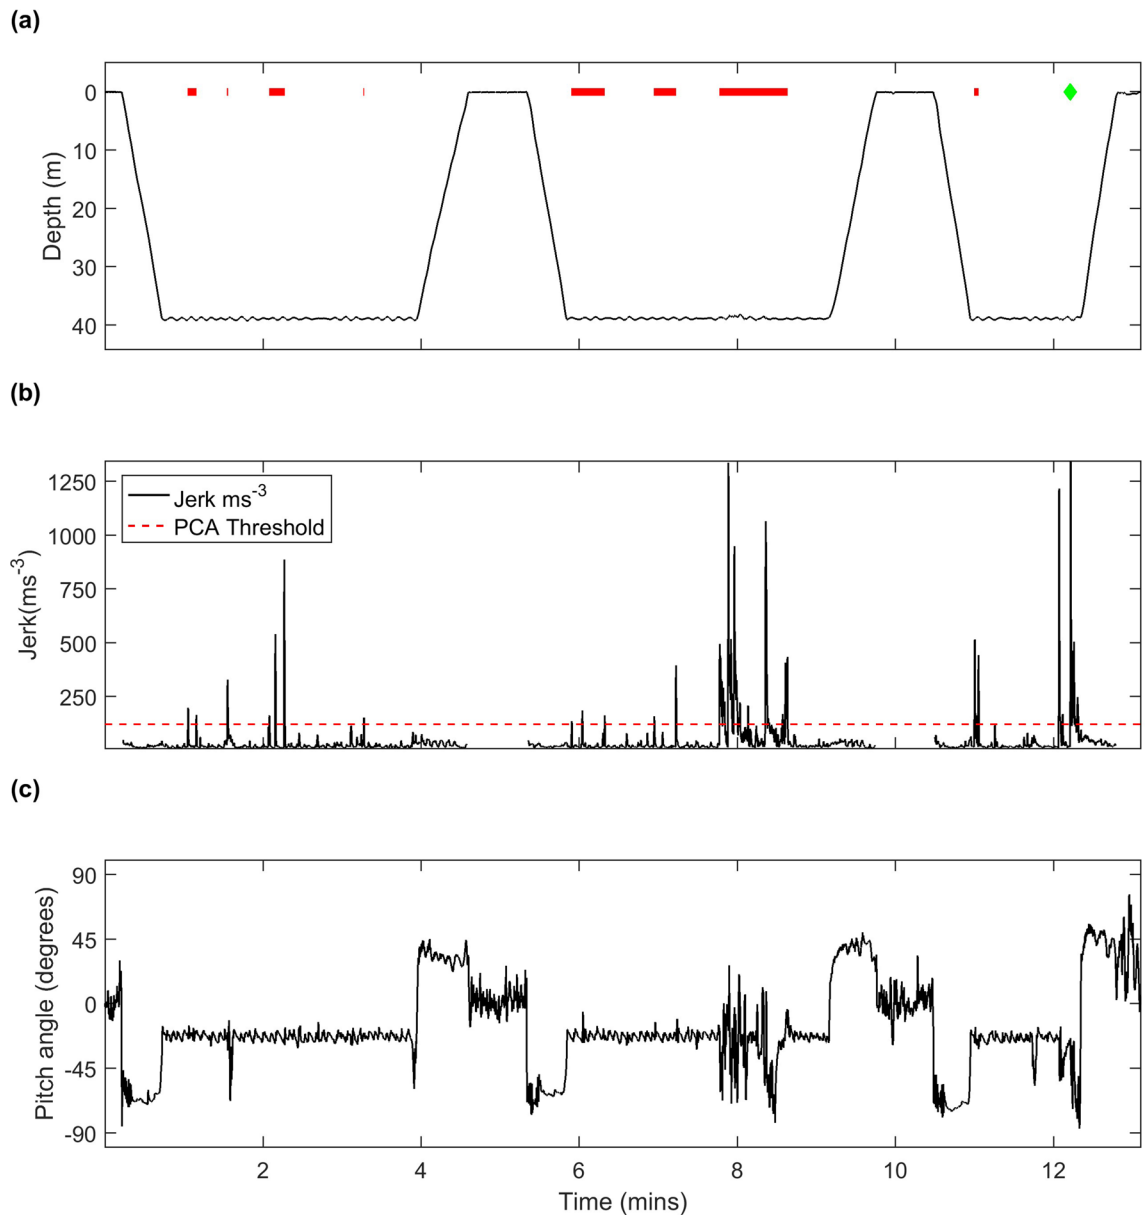 (a)
0
10
20
30
40
Depth (m)
(b)
1250
1000
750
500
250
Jerk(ms⁻³)
Jerk ms⁻³
PCA Threshold
(c)
90
45
0
-45
-90
Pitch angle (degrees)
2 4 6 8 10 12
Time (mins)